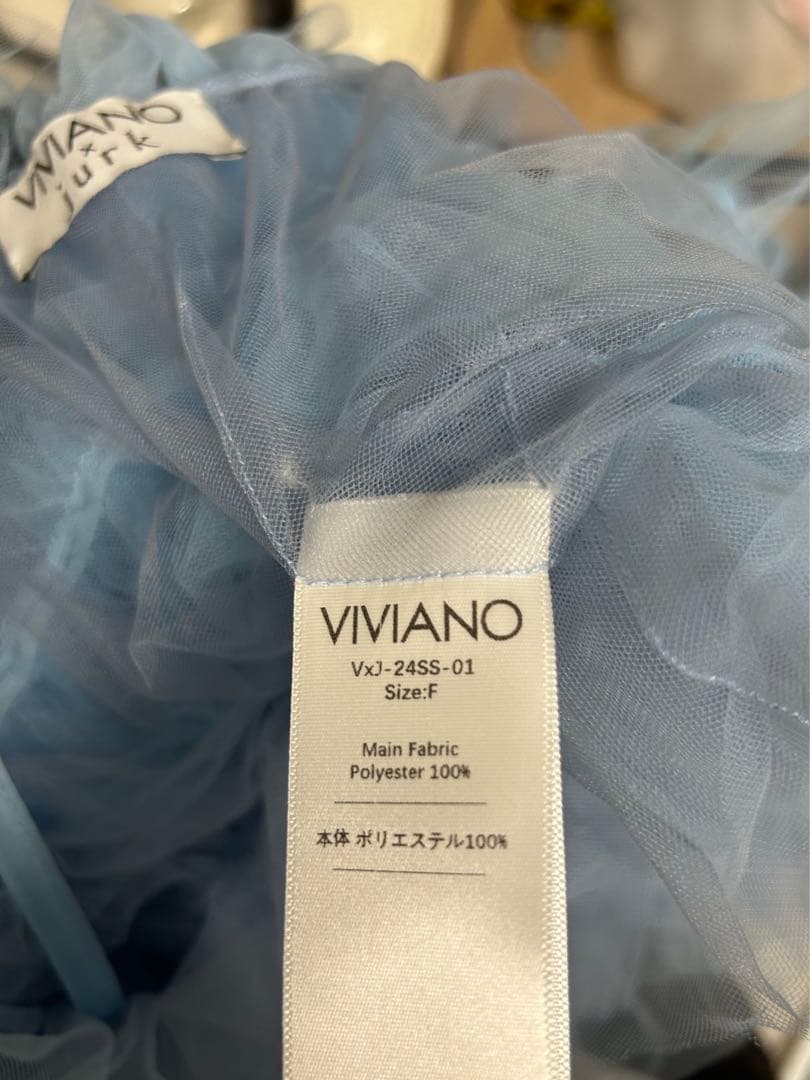 VIVIANO
×
jurk
VIVIANO
VxJ-24SS-01
Size:F
Main Fabric
Polyester 100%
本体 ポリエステル100%